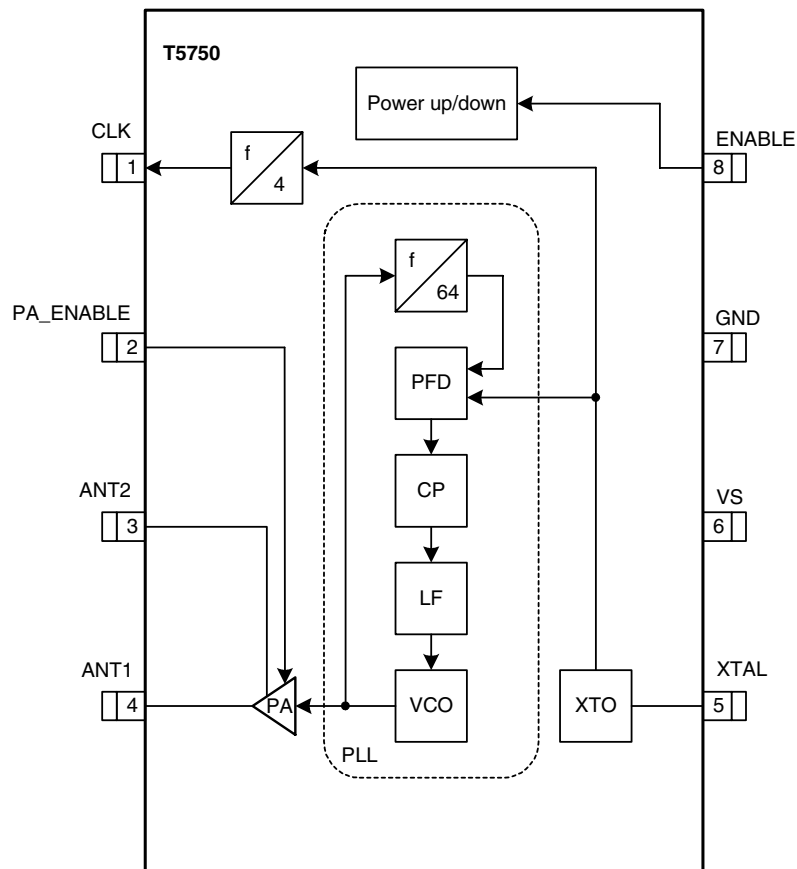 T5750
Power up/down
CLK
1
f
4
ENABLE
8
f
64
PA_ENABLE
2
GND
7
PFD
ANT2
3
CP
VS
6
LF
ANT1
4
PA
VCO
XTO
XTAL
5
PLL